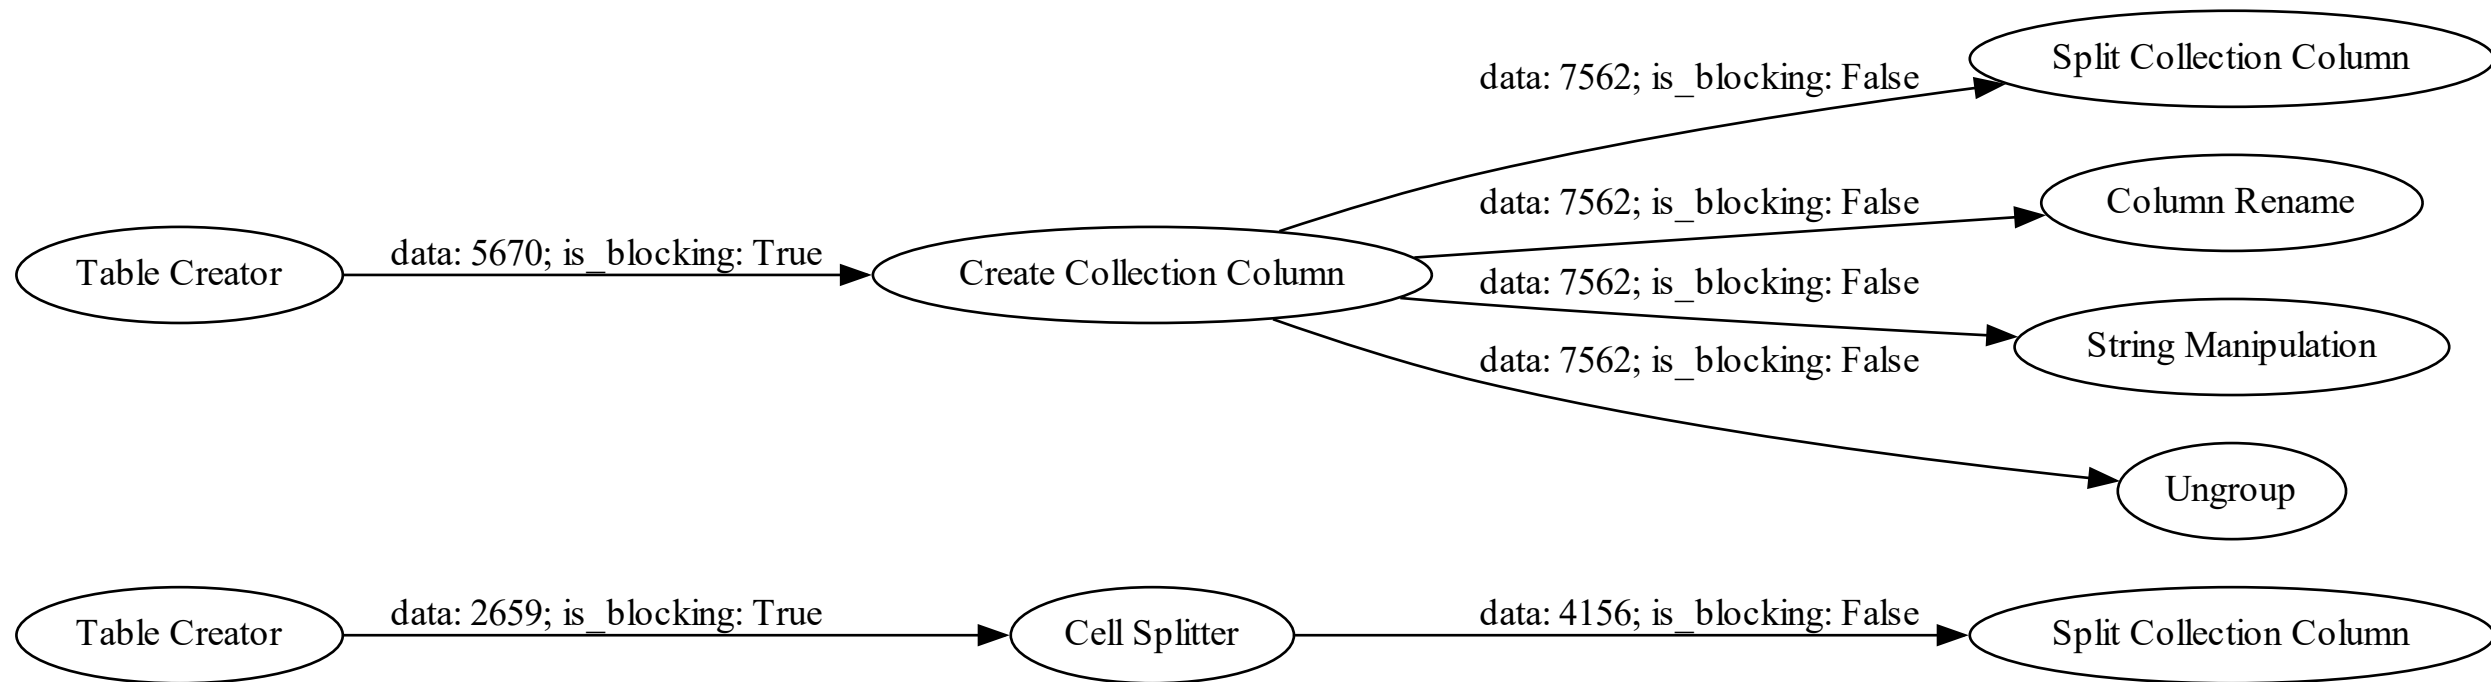 data: 7562; is_blocking: False
Split Collection Column
data: 7562; is_blocking: False
Column Rename
Table Creator
data: 5670; is_blocking: True
Create Collection Column
data: 7562; is_blocking: False
String Manipulation
data: 7562; is_blocking: False
Ungroup
Table Creator
data: 2659; is_blocking: True
Cell Splitter
data: 4156; is_blocking: False
Split Collection Column